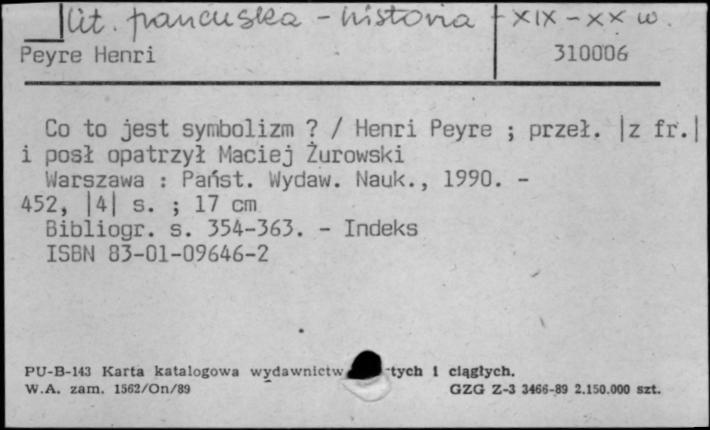 lit. francuska - historia - XIX - XX w.
Peyre Henri 310006
Co to jest symbolizm ? / Henri Peyre ; przeł. |z fr.|
i posł opatrzył Maciej Żurowski
Warszawa : Państ. Wydaw. Nauk., 1990. -
452, |4| s. ; 17 cm
Bibliogr. s. 354-363. - Indeks
ISBN 83-01-09646-2
PU-B-143 Karta katalogowa wydawnictw tych i ciągłych.
W.A. zam. 1562/On/89 GZG Z-3 3466-89 2.150.000 szt.